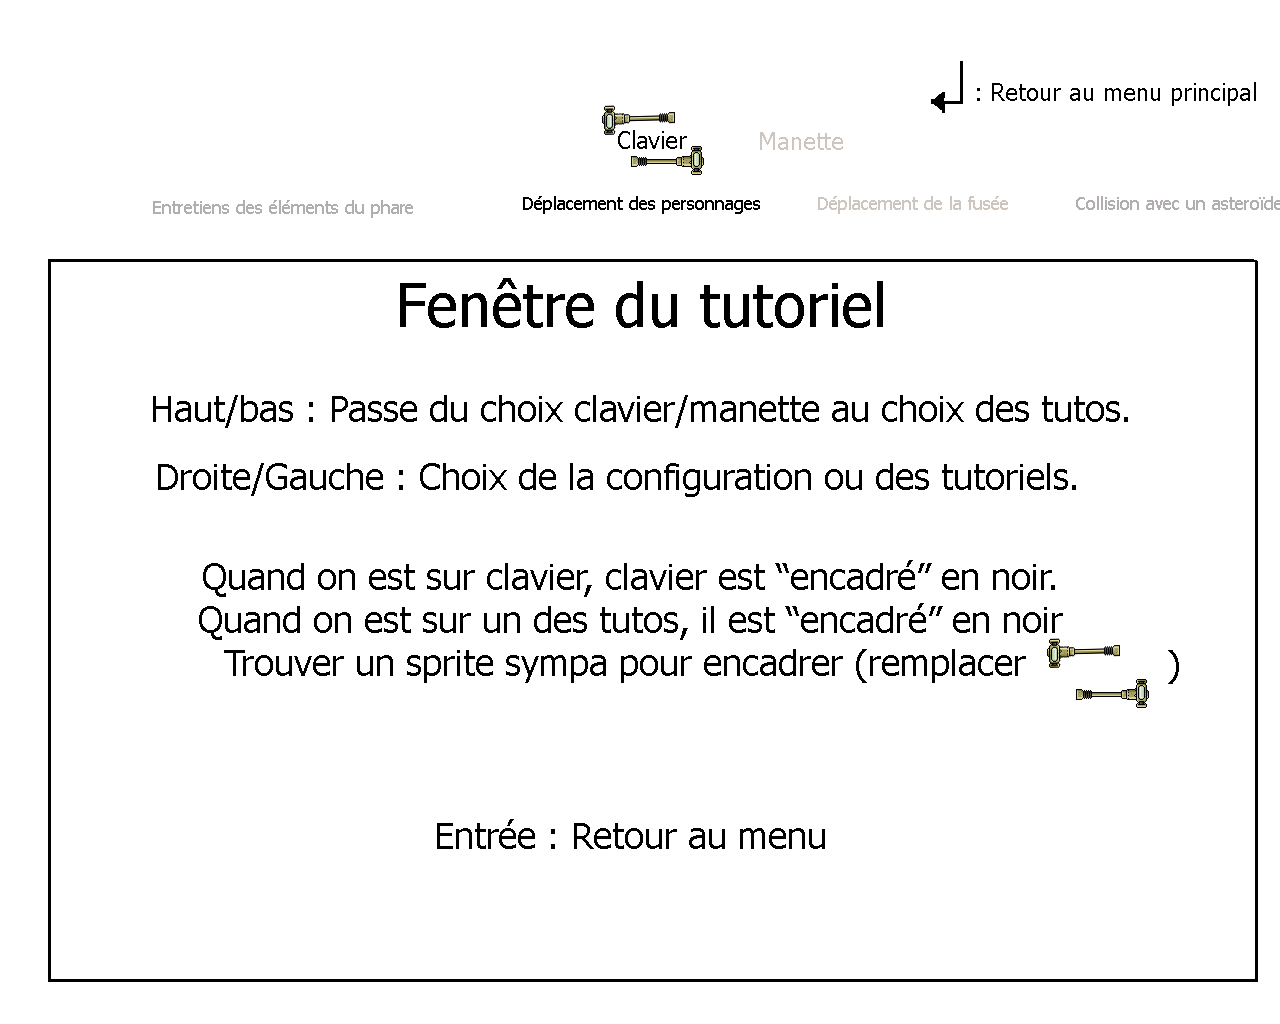 : Retour au menu principal
Clavier Manette
Entretiens des éléments du phare Déplacement des personnages Déplacement de la fusée Collision avec un asteroïde
Fenêtre du tutoriel
Haut/bas : Passe du choix clavier/manette au choix des tutos.
Droite/Gauche : Choix de la configuration ou des tutoriels.
Quand on est sur clavier, clavier est “encadré” en noir.
Quand on est sur un des tutos, il est “encadré” en noir
Trouver un sprite sympa pour encadrer (remplacer )
Entrée : Retour au menu